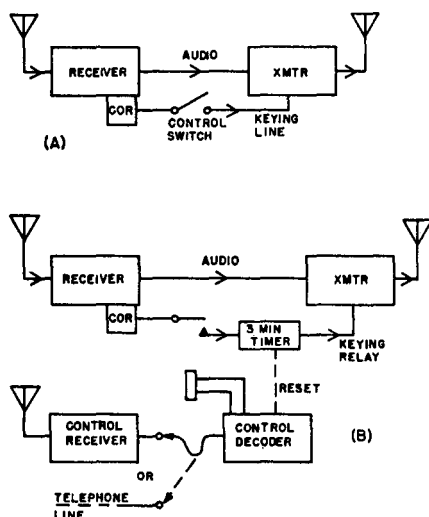 RECEIVER
AUDIO
XMTR
COR
CONTROL
SWITCH
KEYING
LINE
(A)
RECEIVER
AUDIO
XMTR
COR
3 MIN
TIMER
KEYING
RELAY
RESET
CONTROL
RECEIVER
CONTROL
DECODER
(B)
OR
TELEPHONE
LINE